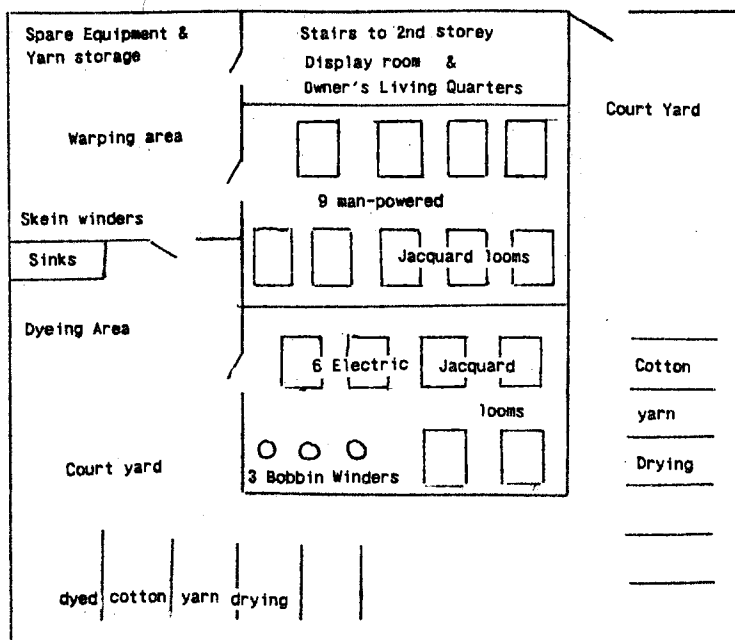 Spare Equipment &
Yarn storage
Stairs to 2nd storey
Display room &
Owner's Living Quarters
Court Yard
Warping area
9 man-powered
Skein winders
Sinks
Jacquard looms
Dyeing Area
6 Electric Jacquard
looms
Cotton
yarn
Drying
Court yard
3 Bobbin Winders
dyed cotton yarn drying